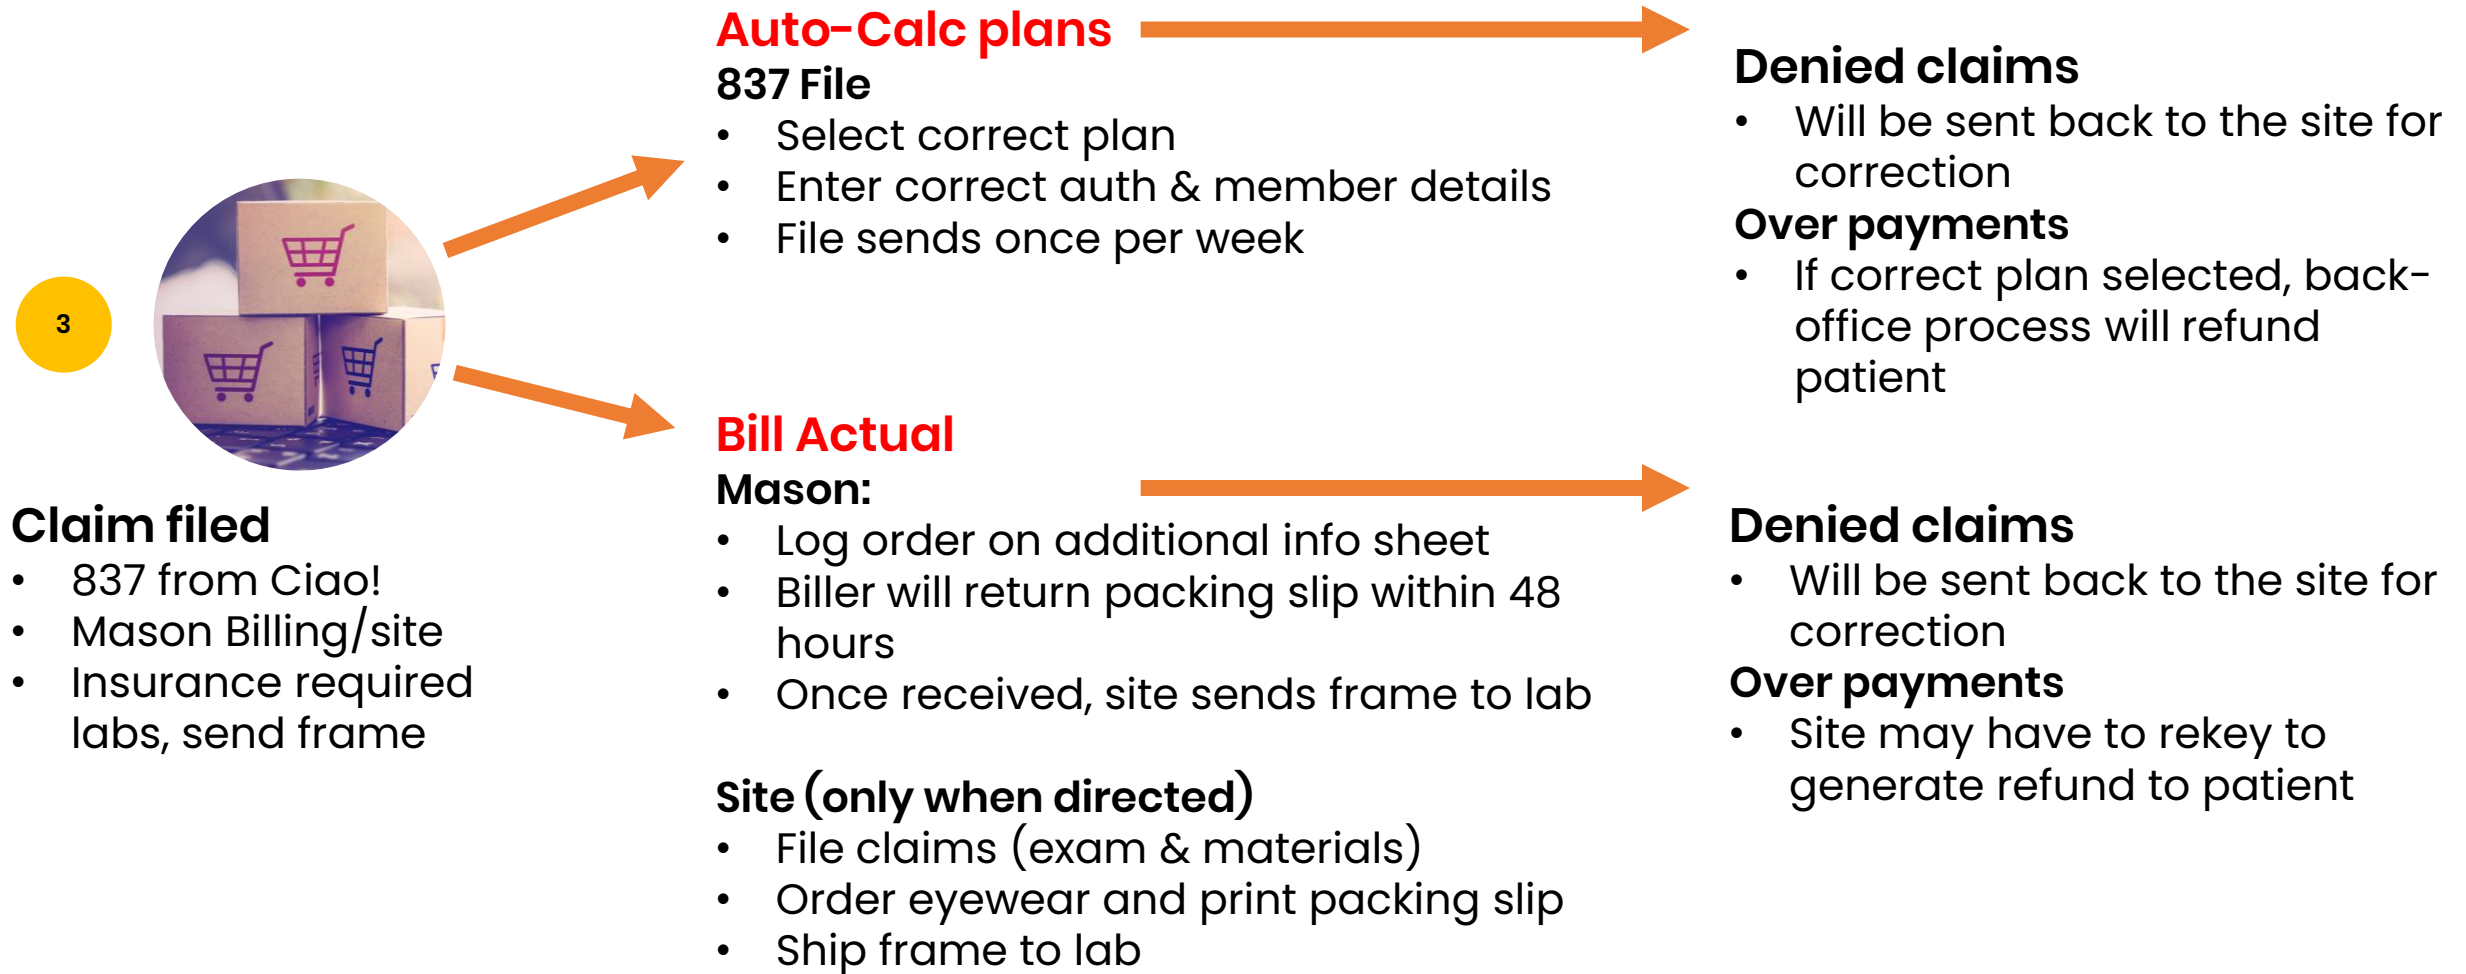 3
Claim filed
• 837 from Ciao!
• Mason Billing/site
• Insurance required
labs, send frame
Auto-Calc plans
837 File
• Select correct plan
• Enter correct auth & member details
• File sends once per week
Denied claims
• Will be sent back to the site for
correction
Over payments
• If correct plan selected, back-
office process will refund
patient
Bill Actual
Mason:
• Log order on additional info sheet
• Biller will return packing slip within 48
hours
• Once received, site sends frame to lab
Site (only when directed)
• File claims (exam & materials)
• Order eyewear and print packing slip
• Ship frame to lab
Denied claims
• Will be sent back to the site for
correction
Over payments
• Site may have to rekey to
generate refund to patient